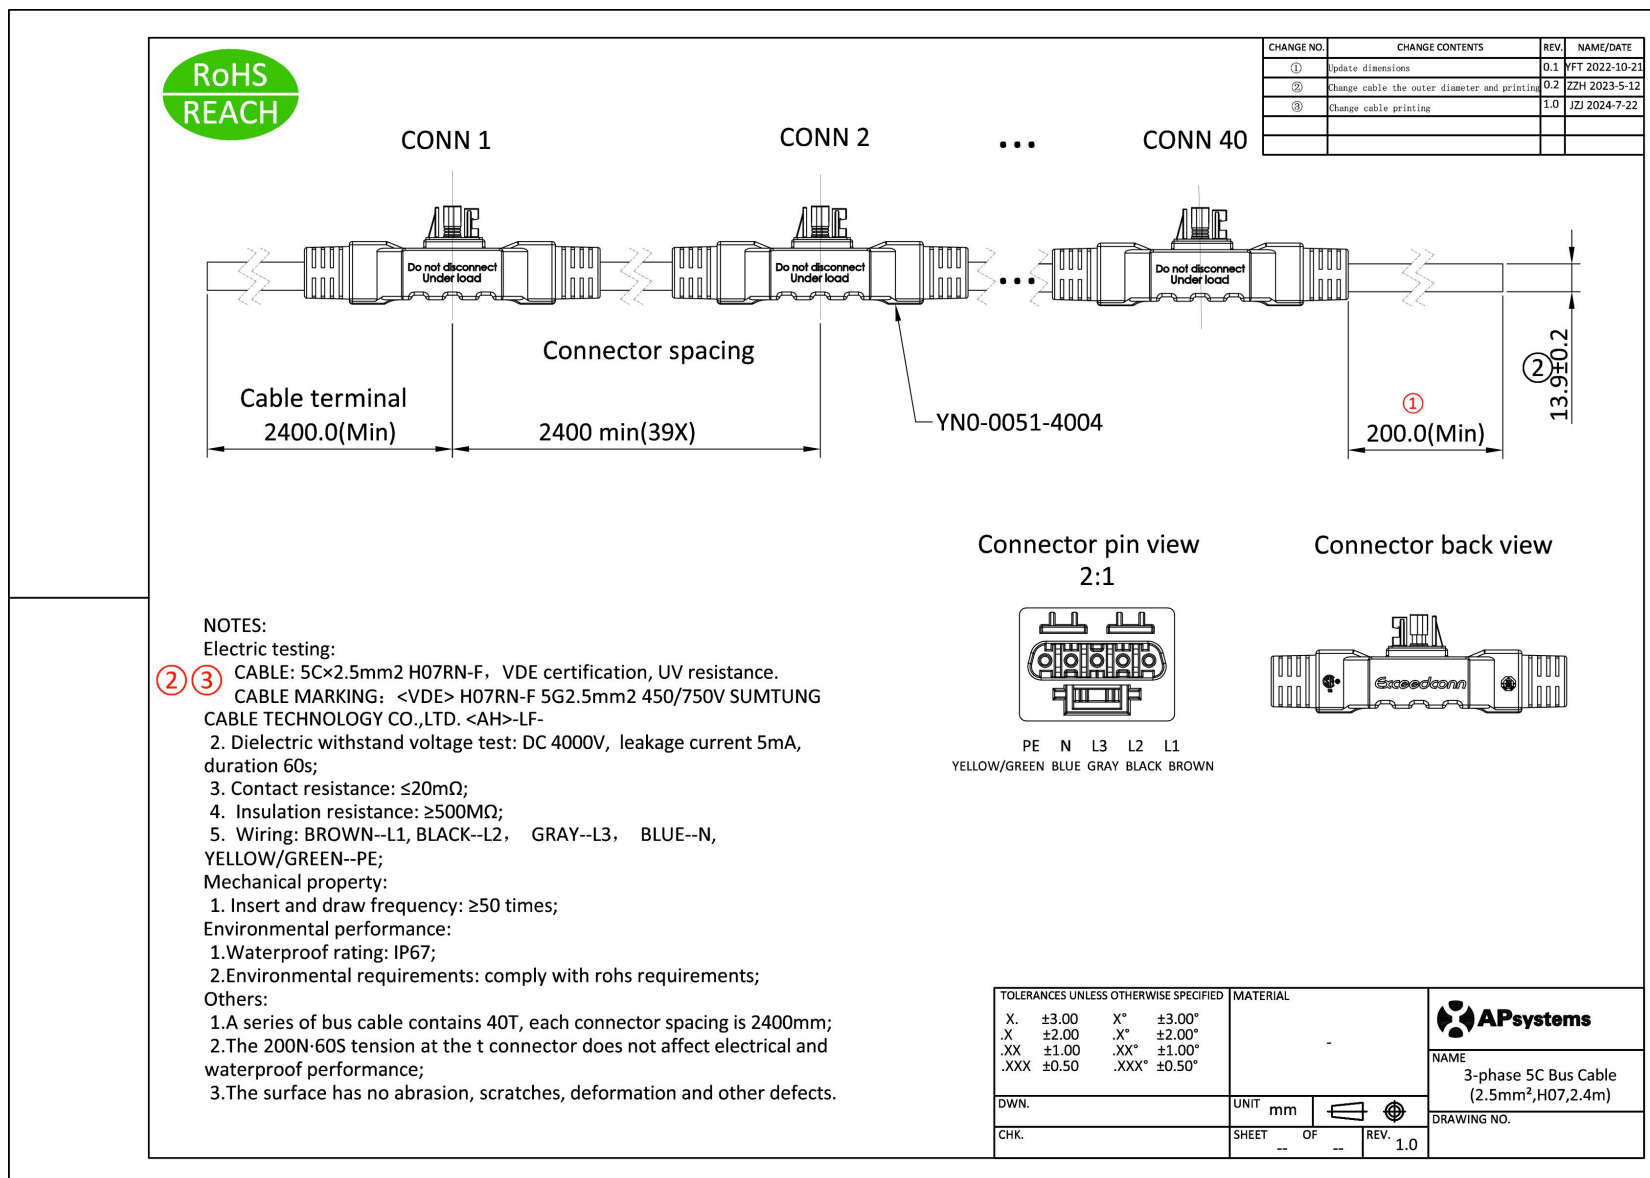 RoHS
REACH
CHANGE NO. CHANGE CONTENTS REV. NAME/DATE
① Update dimensions 0.1 YFT 2022-10-21
② Change cable the outer diameter and printing 0.2 ZZH 2023-5-12
③ Change cable printing 1.0 JZJ 2024-7-22
CONN 1 CONN 2 ... CONN 40
Do not disconnect
Under load
Do not disconnect
Under load
...
Do not disconnect
Under load
Connector spacing
Cable terminal
2400.0(Min)
2400 min(39X)
YN0-0051-4004
①
200.0(Min)
② 13.9±0.2
Connector pin view
2:1
Connector back view
Exceedconn
PE N L3 L2 L1
YELLOW/GREEN BLUE GRAY BLACK BROWN
NOTES:
Electric testing:
②③ CABLE: 5C×2.5mm2 H07RN-F，VDE certification, UV resistance.
CABLE MARKING：<VDE> H07RN-F 5G2.5mm2 450/750V SUMTUNG
CABLE TECHNOLOGY CO.,LTD. <AH>-LF-
2. Dielectric withstand voltage test: DC 4000V, leakage current 5mA,
duration 60s;
3. Contact resistance: ≤20mΩ;
4. Insulation resistance: ≥500MΩ;
5. Wiring: BROWN--L1, BLACK--L2， GRAY--L3， BLUE--N,
YELLOW/GREEN--PE;
Mechanical property:
1. Insert and draw frequency: ≥50 times;
Environmental performance:
1.Waterproof rating: IP67;
2.Environmental requirements: comply with rohs requirements;
Others:
1.A series of bus cable contains 40T, each connector spacing is 2400mm;
2.The 200N·60S tension at the t connector does not affect electrical and
waterproof performance;
3.The surface has no abrasion, scratches, deformation and other defects.
TOLERANCES UNLESS OTHERWISE SPECIFIED
X. ±3.00 X° ±3.00°
.X ±2.00 .X° ±2.00°
.XX ±1.00 .XX° ±1.00°
.XXX ±0.50 .XXX° ±0.50°
MATERIAL
-
APsystems
NAME
3-phase 5C Bus Cable
(2.5mm²,H07,2.4m)
DWN.
UNIT mm
DRAWING NO.
CHK.
SHEET -- OF --
REV. 1.0